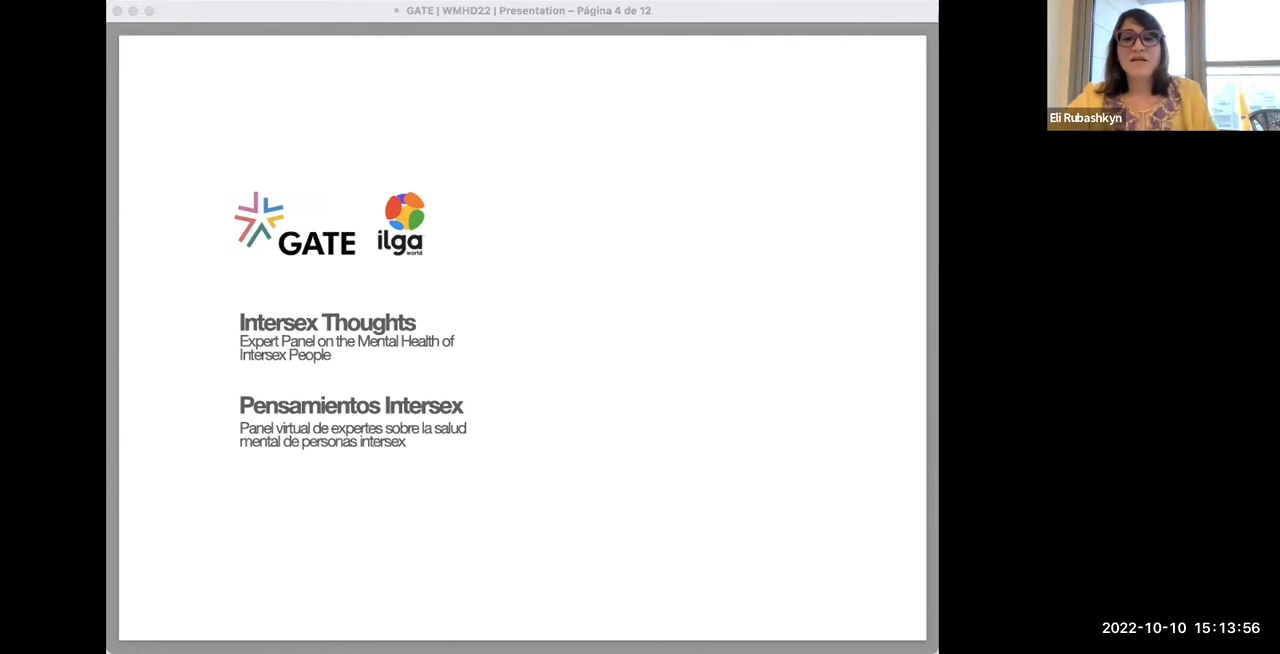 GATE | WMHD22 | Presentation – Página 4 de 12
Eli Rubashkyn
GATE
ilga
world
Intersex Thoughts
Expert Panel on the Mental Health of
Intersex People
Pensamientos Intersex
Panel virtual de expertes sobre la salud
mental de personas intersex
2022-10-10 15:13:56